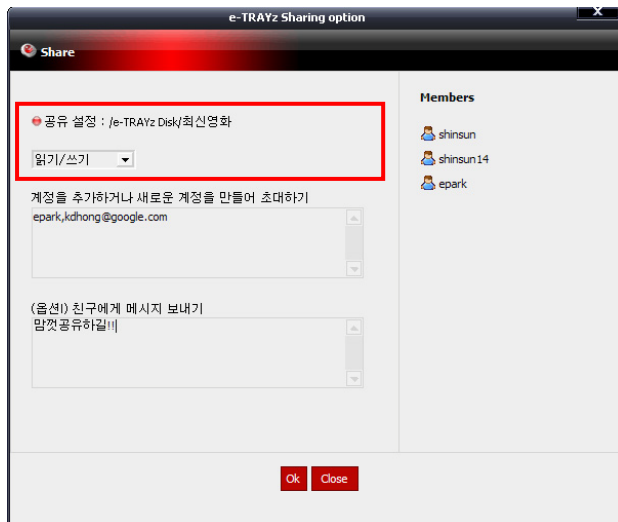 e-TRAYz Sharing option
X
Share
공유 설정 : /e-TRAYz Disk/최신영화
읽기/쓰기
계정을 추가하거나 새로운 계정을 만들어 초대하기
epark,kdhong@google.com
(옵션!) 친구에게 메시지 보내기
맘껏공유하길!!
Members
shinsun
shinsun14
epark
Ok
Close